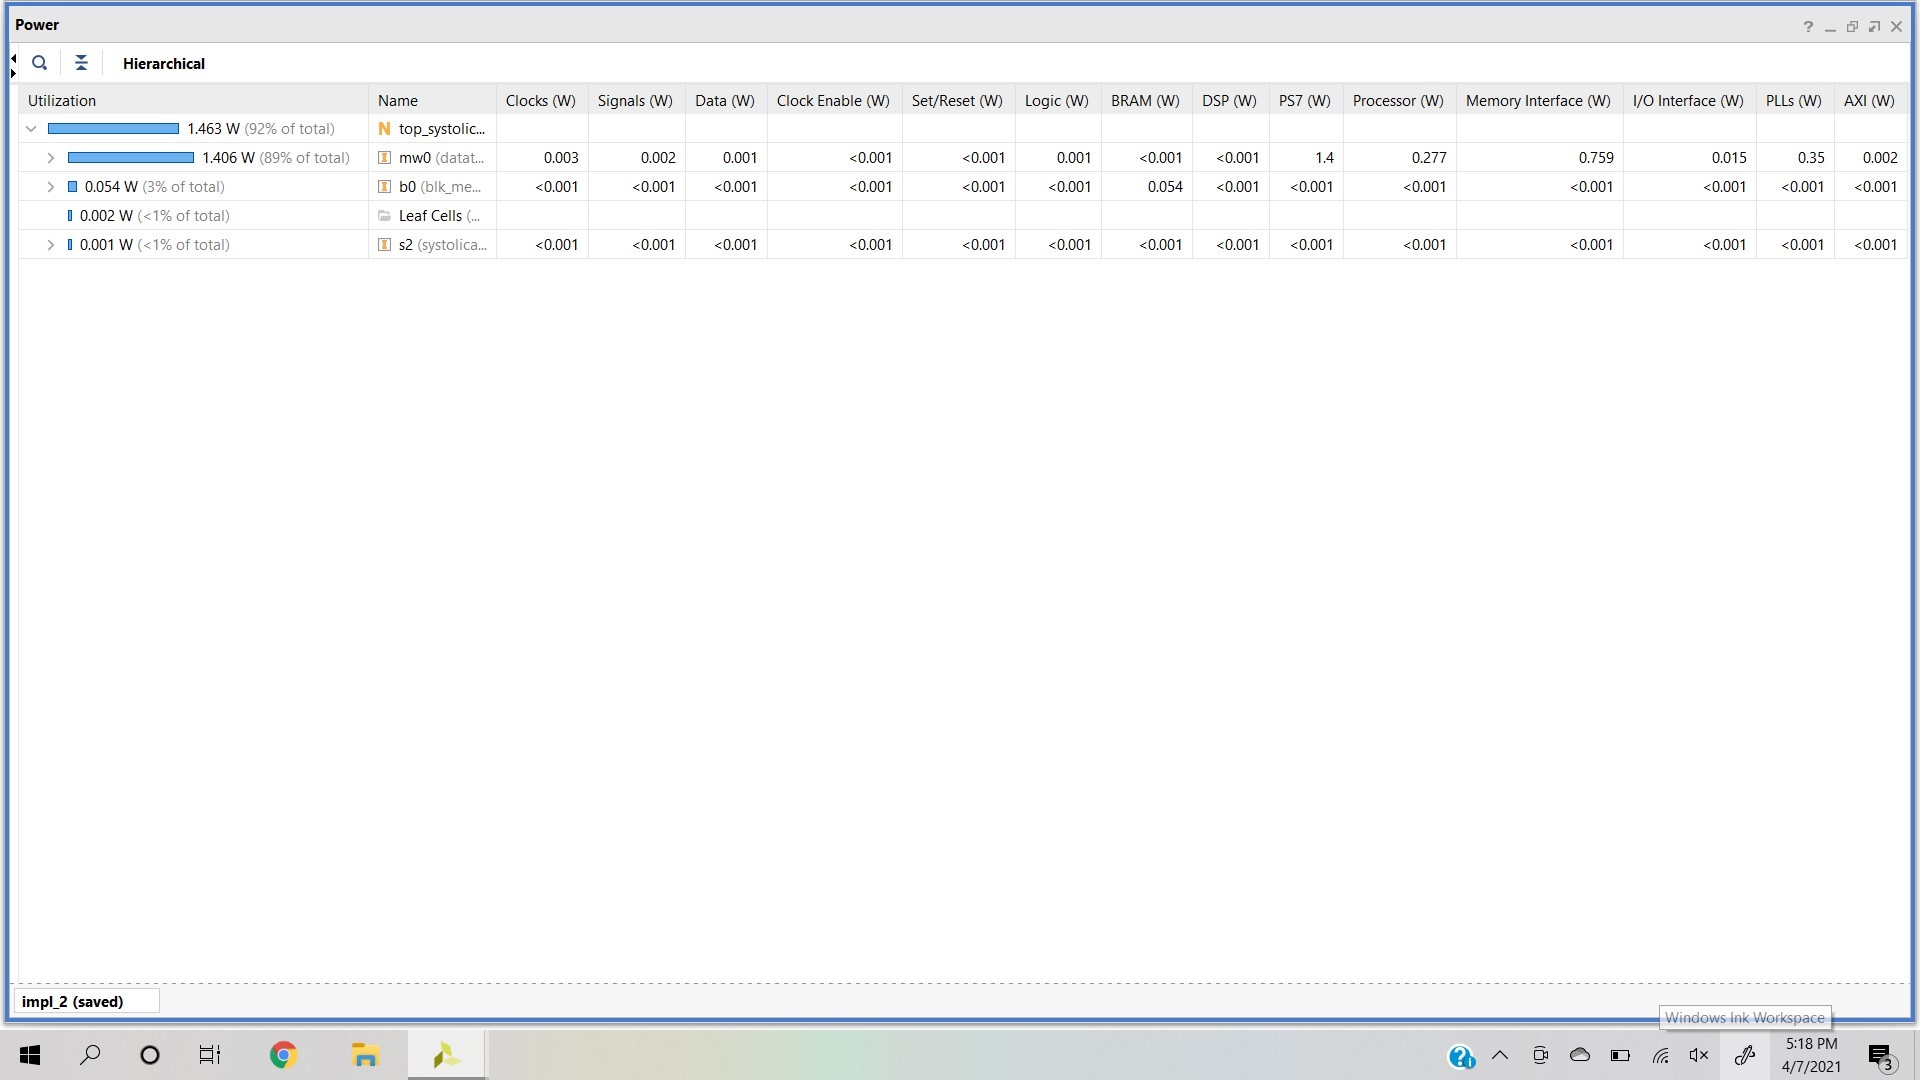 Power
Hierarchical
Utilization Name Clocks (W) Signals (W) Data (W) Clock Enable (W) Set/Reset (W) Logic (W) BRAM (W) DSP (W) PS7 (W) Processor (W) Memory Interface (W) I/O Interface (W) PLLs (W) AXI (W)
1.463 W (92% of total) N top_systolic...
1.406 W (89% of total) mw0 (datat... 0.003 0.002 0.001 <0.001 <0.001 0.001 <0.001 <0.001 1.4 0.277 0.759 0.015 0.35 0.002
0.054 W (3% of total) b0 (blk_me... <0.001 <0.001 <0.001 <0.001 <0.001 <0.001 0.054 <0.001 <0.001 <0.001 <0.001 <0.001 <0.001 <0.001
0.002 W (<1% of total) Leaf Cells (...
0.001 W (<1% of total) s2 (systolica... <0.001 <0.001 <0.001 <0.001 <0.001 <0.001 <0.001 <0.001 <0.001 <0.001 <0.001 <0.001 <0.001 <0.001
impl_2 (saved)
Windows Ink Workspace
5:18 PM
4/7/2021
3